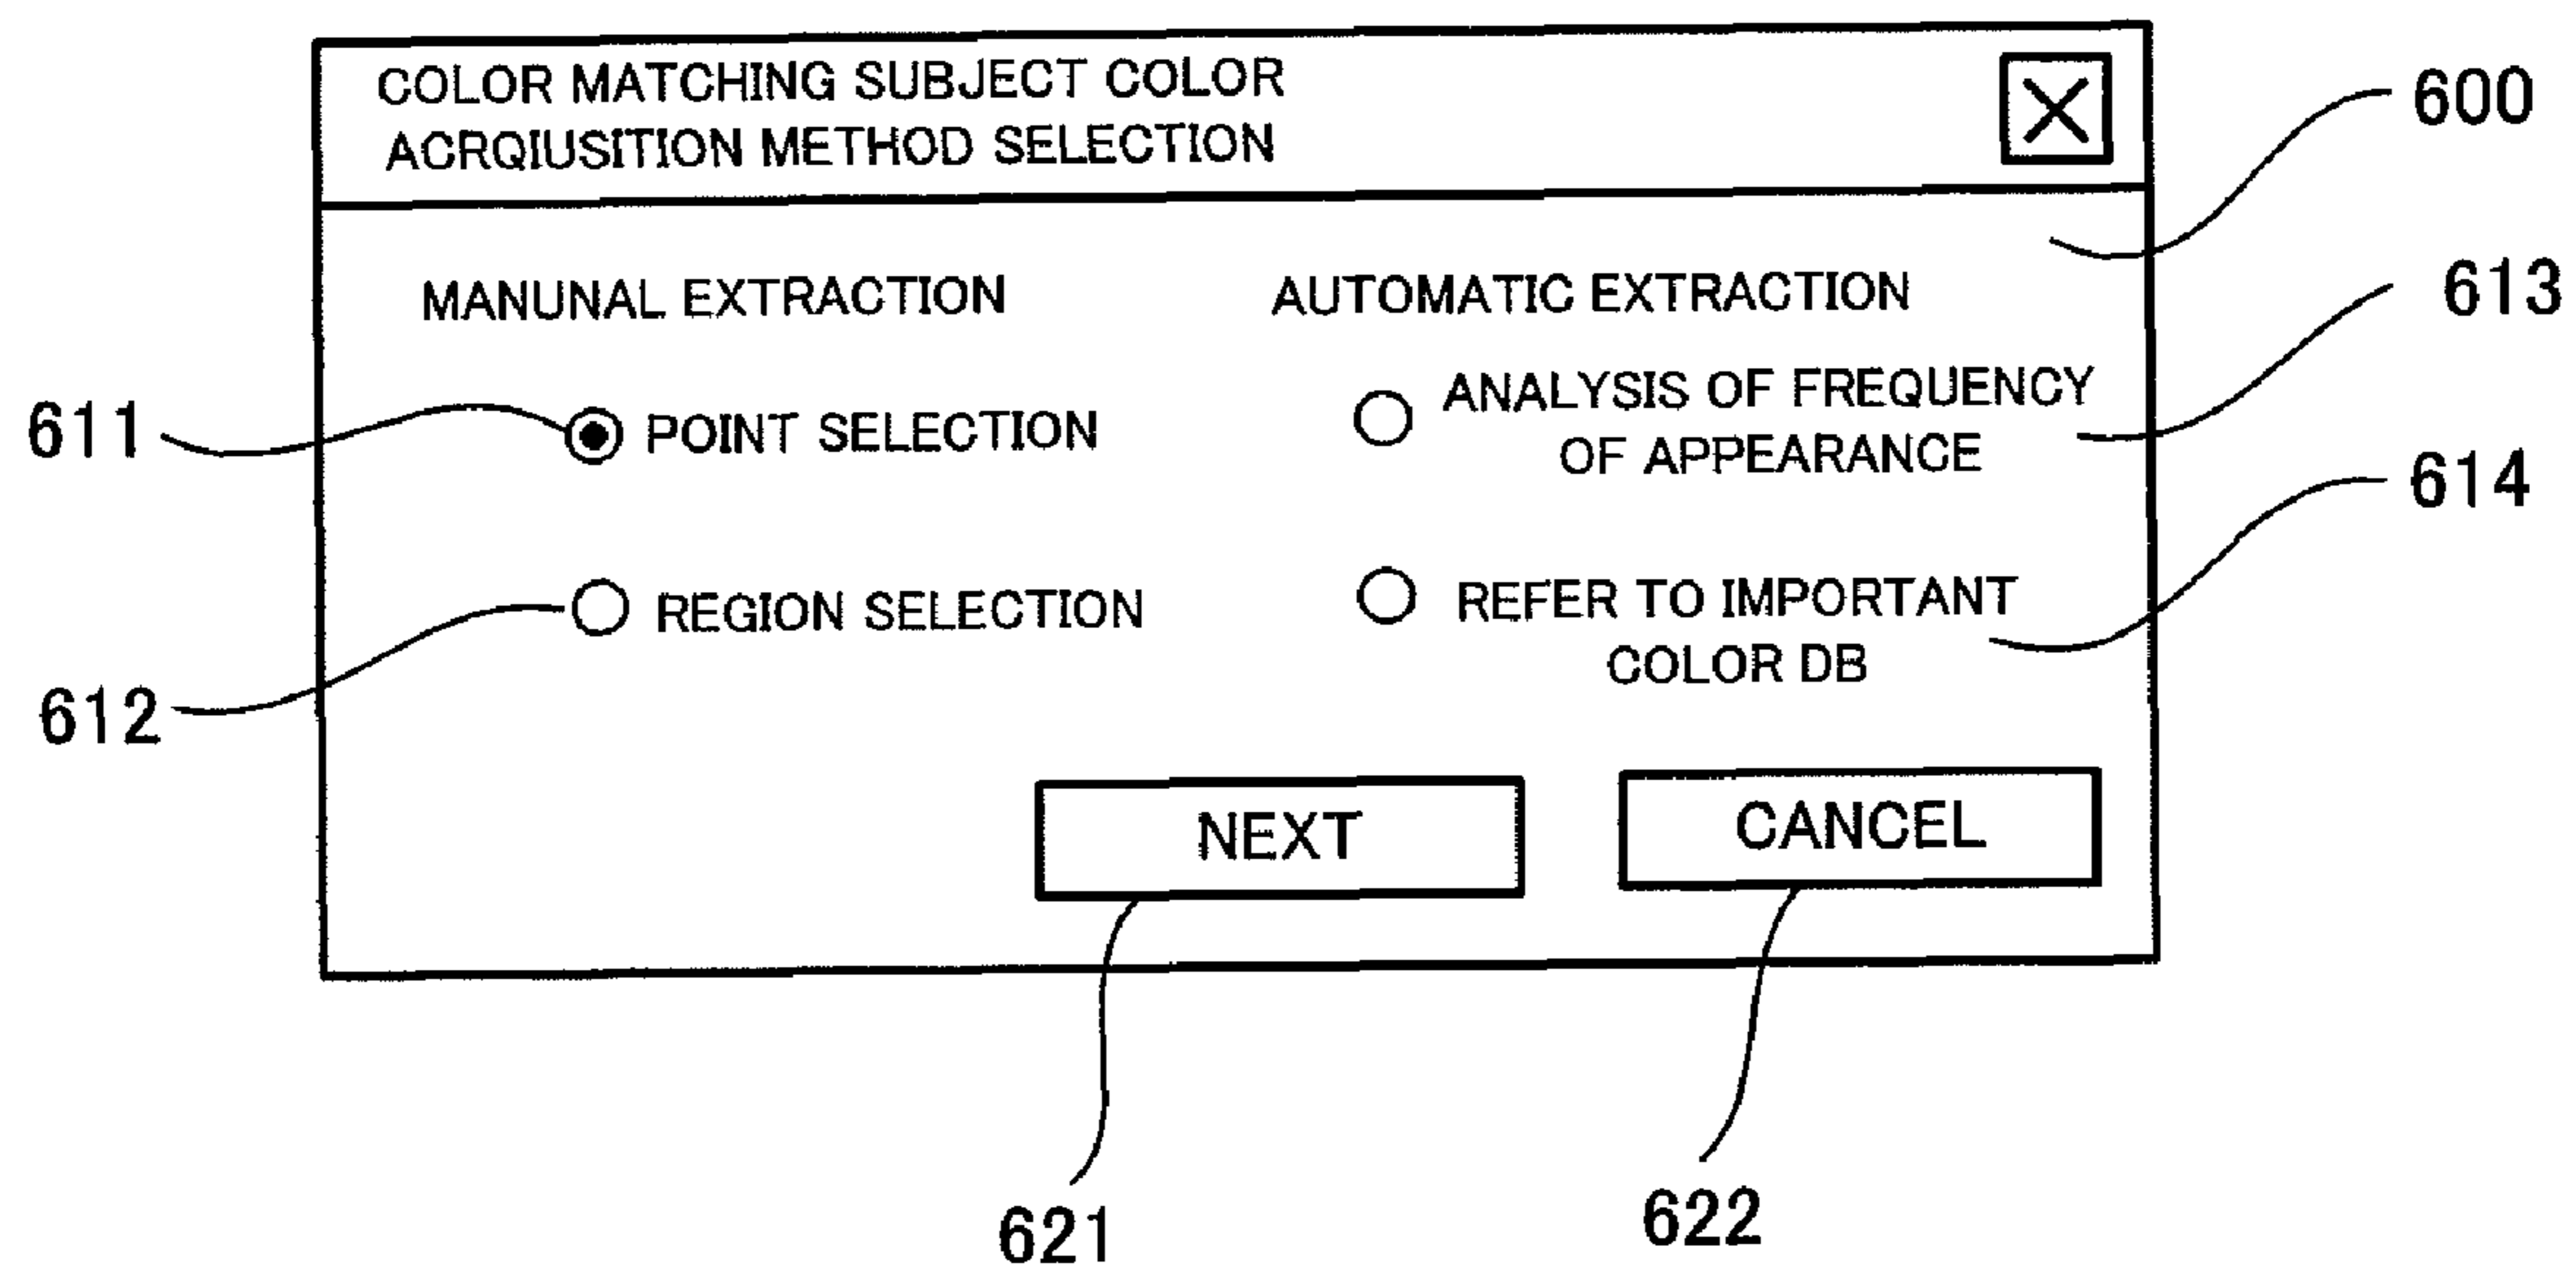 COLOR MATCHING SUBJECT COLOR
ACRQIUSITION METHOD SELECTION
600
MANUNAL EXTRACTION
AUTOMATIC EXTRACTION
613
611
POINT SELECTION
ANALYSIS OF FREQUENCY
OF APPEARANCE
614
612
REGION SELECTION
REFER TO IMPORTANT
COLOR DB
NEXT
CANCEL
621
622